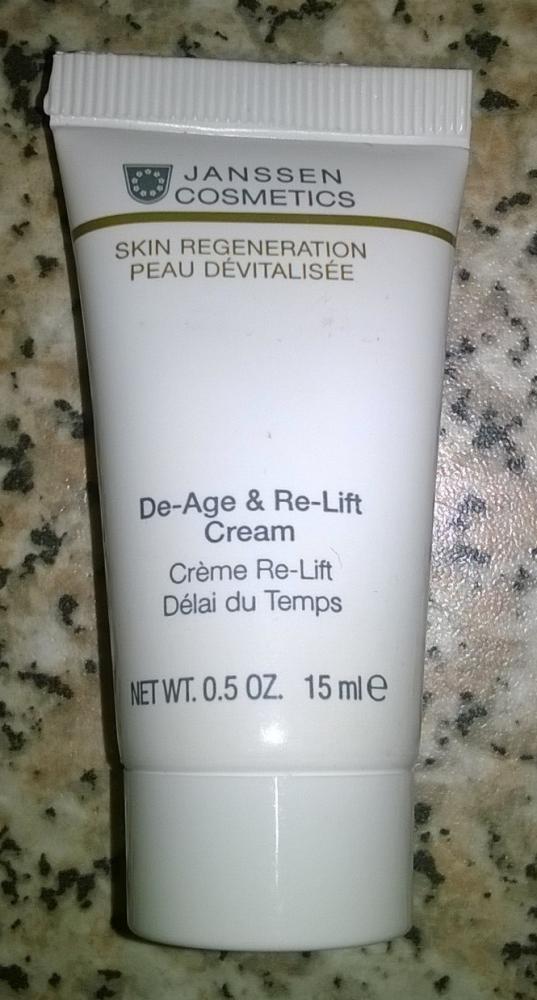 JANSSEN
COSMETICS
SKIN REGENERATION
PEAU DÉVITALISÉE
De-Age & Re-Lift
Cream
Crème Re-Lift
Délai du Temps
NET WT. 0.5 OZ. 15 ml e